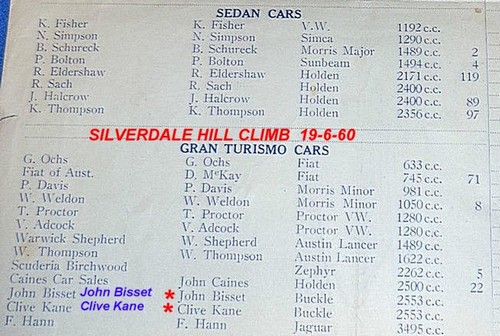 SEDAN CARS
K. Fisher K. Fisher V.W. 1192 c.c.
N. Simpson N. Simpson Simca 1290 c.c.
B. Schureck B. Schureck Morris Major 1489 c.c. 2
P. Bolton P. Bolton Sunbeam 1494 c.c. 4
R. Eldershaw R. Eldershaw Holden 2171 c.c. 119
R. Sach R. Sach Holden 2400 c.c.
J. Halcrow J. Halcrow Holden 2400 c.c. 89
K. Thompson K. Thompson Holden 2356 c.c. 97
SILVERDALE HILL CLIMB 19-6-60
GRAN TURISMO CARS
G. Ochs G. Ochs Fiat 633 c.c.
Fiat of Aust. D. McKay Fiat 745 c.c. 71
P. Davis P. Davis Morris Minor 981 c.c.
W. Weldon W. Weldon Morris Minor 1050 c.c. 8
T. Proctor T. Proctor Proctor VW. 1280 c.c.
V. Adcock V. Adcock Proctor VW. 1280 c.c.
Warwick Shepherd W. Shepherd Austin Lancer 1489 c.c.
W. Thompson W. Thompson Austin Lancer 1622 c.c.
Scuderia Birchwood Zephyr 2262 c.c. 5
Caines Car Sales John Caines Holden 2500 c.c. 22
John Bisset John Bisset * John Bisset Buckle 2553 c.c.
Clive Kane Clive Kane * Clive Kane Buckle 2553 c.c.
F. Hann F. Hann Jaguar 3495 c.c.